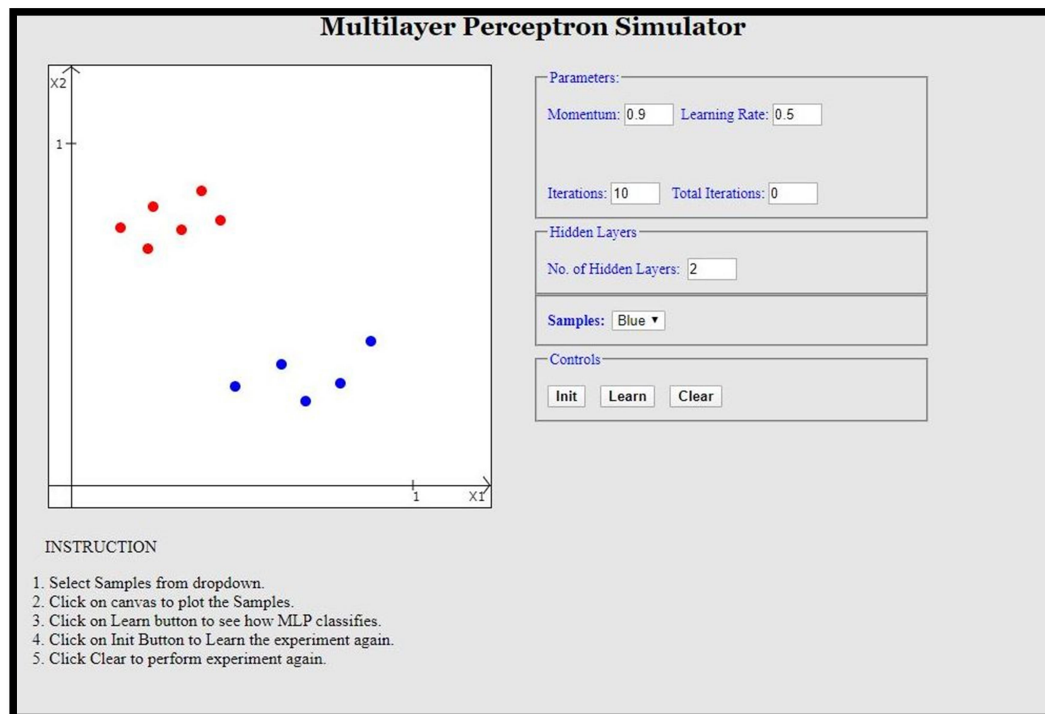 Multilayer Perceptron Simulator
X2
1
1
X1
Parameters:
Momentum: 0.9 Learning Rate: 0.5
Iterations: 10 Total Iterations: 0
Hidden Layers
No. of Hidden Layers: 2
Samples: Blue
Controls
Init Learn Clear
INSTRUCTION
1. Select Samples from dropdown.
2. Click on canvas to plot the Samples.
3. Click on Learn button to see how MLP classifies.
4. Click on Init Button to Learn the experiment again.
5. Click Clear to perform experiment again.